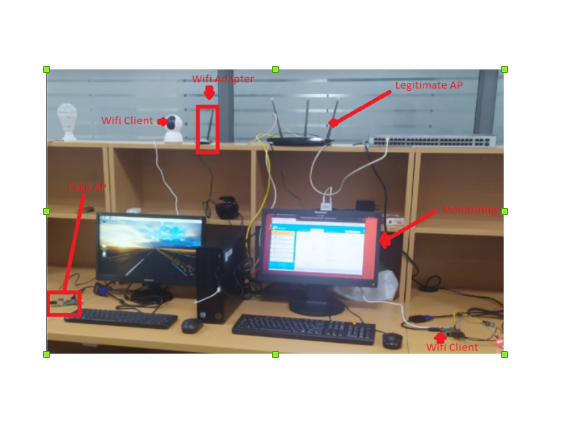 Wifi Adapter
Legitimate AP
Wifi Client
Fake AP
Monitoring
Wifi Client